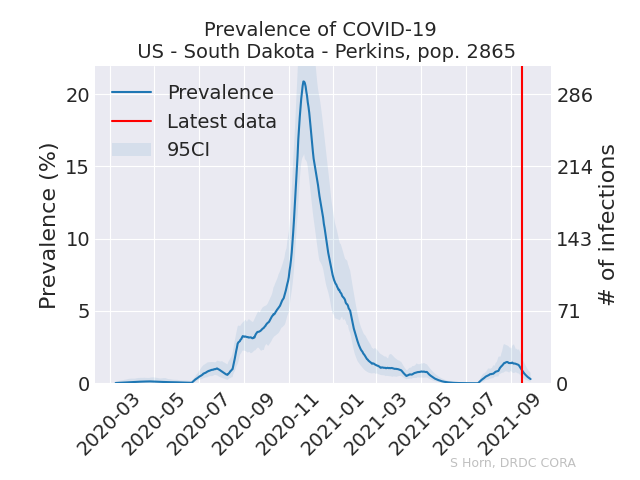 Prevalence of COVID-19
US - South Dakota - Perkins, pop. 2865
Prevalence
Latest data
95CI
Prevalence (%)
20
15
10
5
0
# of infections
286
214
143
71
0
2020-03
2020-05
2020-07
2020-09
2020-11
2021-01
2021-03
2021-05
2021-07
2021-09
S Horn, DRDC CORA